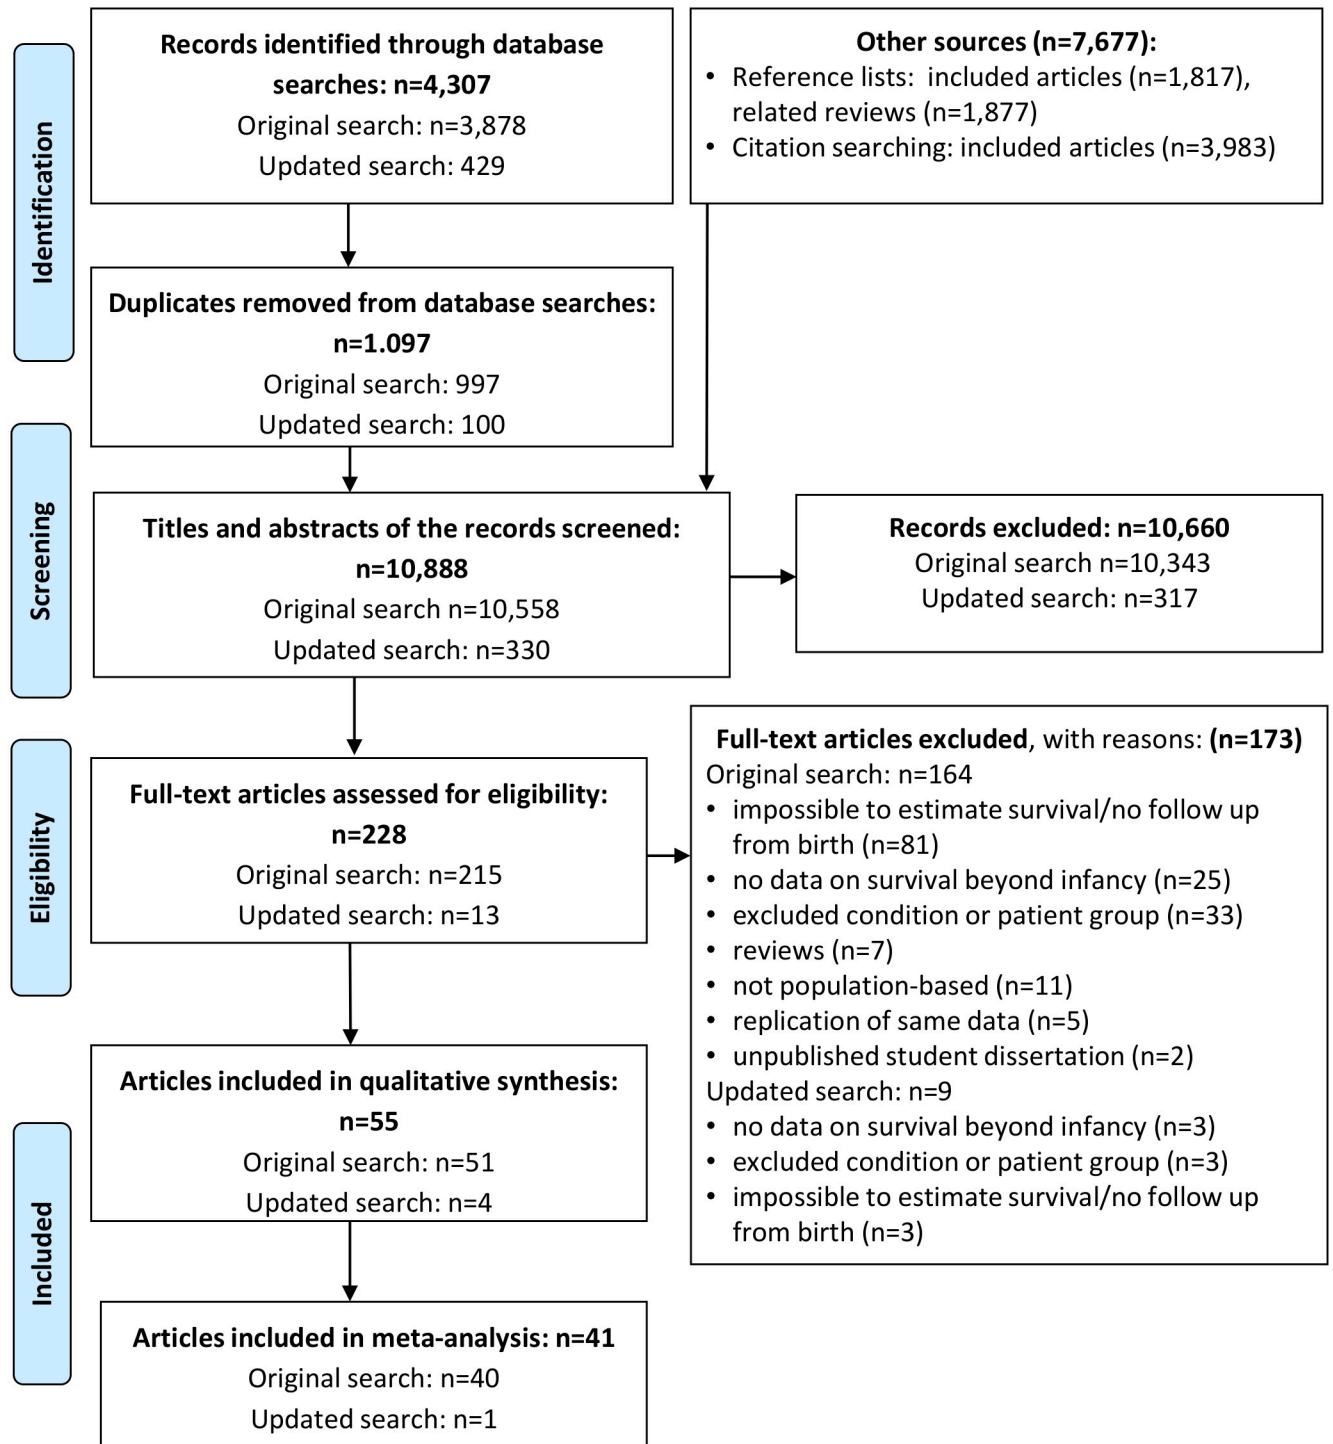 Identification
Records identified through database
searches: n=4,307
Original search: n=3,878
Updated search: 429
Other sources (n=7,677):
• Reference lists:  included articles (n=1,817),
related reviews (n=1,877)
• Citation searching: included articles (n=3,983)
Duplicates removed from database searches:
n=1.097
Original search: 997
Updated search: 100
Screening
Titles and abstracts of the records screened:
n=10,888
Original search n=10,558
Updated search: n=330
Records excluded: n=10,660
Original search n=10,343
Updated search: n=317
Eligibility
Full-text articles assessed for eligibility:
n=228
Original search: n=215
Updated search: n=13
Full-text articles excluded, with reasons: (n=173)
Original search: n=164
• impossible to estimate survival/no follow up
from birth (n=81)
• no data on survival beyond infancy (n=25)
• excluded condition or patient group (n=33)
• reviews (n=7)
• not population-based (n=11)
• replication of same data (n=5)
• unpublished student dissertation (n=2)
Updated search: n=9
• no data on survival beyond infancy (n=3)
• excluded condition or patient group (n=3)
• impossible to estimate survival/no follow up
from birth (n=3)
Included
Articles included in qualitative synthesis:
n=55
Original search: n=51
Updated search: n=4
Articles included in meta-analysis: n=41
Original search: n=40
Updated search: n=1